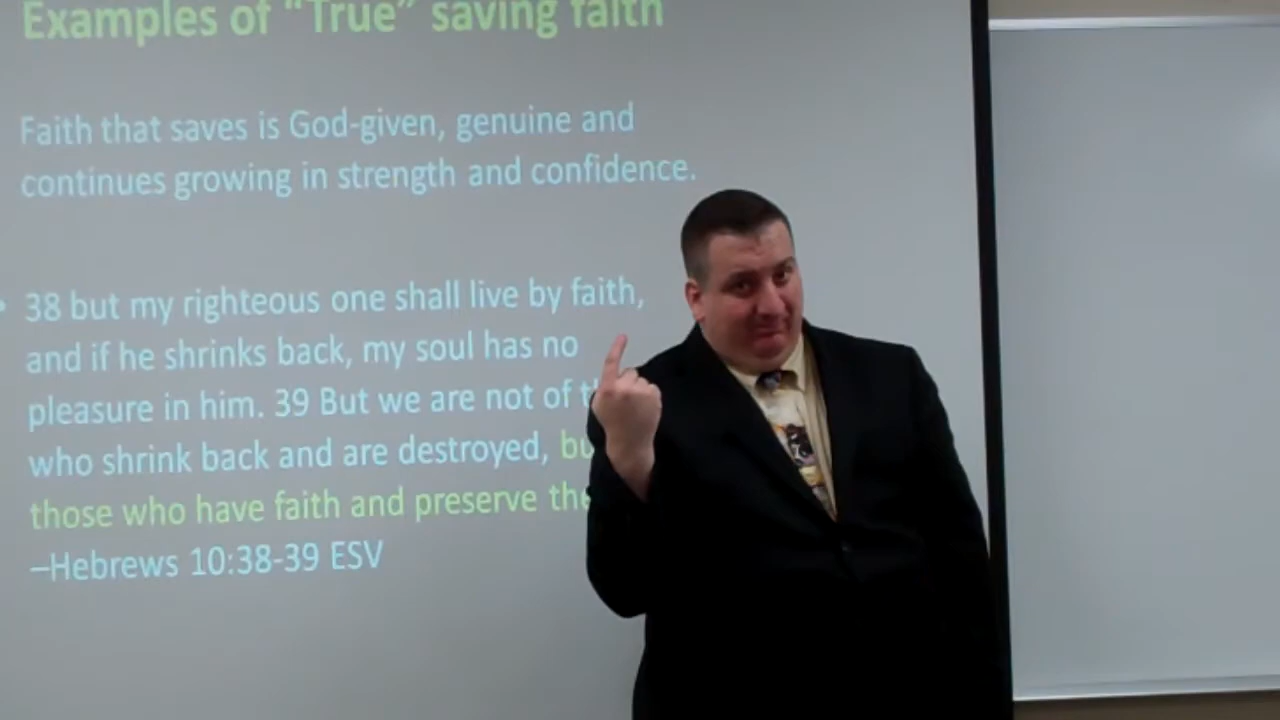 Examples of “True” saving faith
Faith that saves is God-given, genuine and
continues growing in strength and confidence.
• 38 but my righteous one shall live by faith,
and if he shrinks back, my soul has no
pleasure in him. 39 But we are not of
who shrink back and are destroyed,
those who have faith and preserve
–Hebrews 10:38-39 ESV